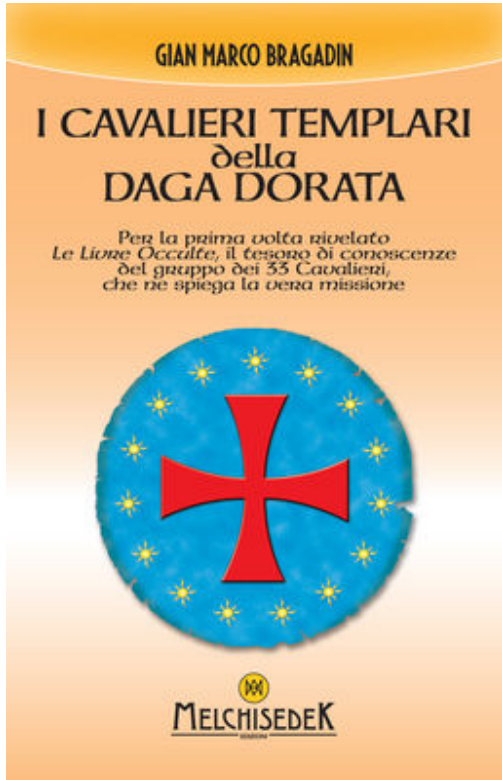 GIAN MARCO BRAGADIN
I CAVALIERI TEMPLARI
della
DAGA DORATA
Per la prima volta rivelato
Le Livre Occulte, il tesoro di conoscenze
del gruppo dei 33 Cavalieri,
che ne spiega la vera missione
MELCHISEDEK
EDIZIONI